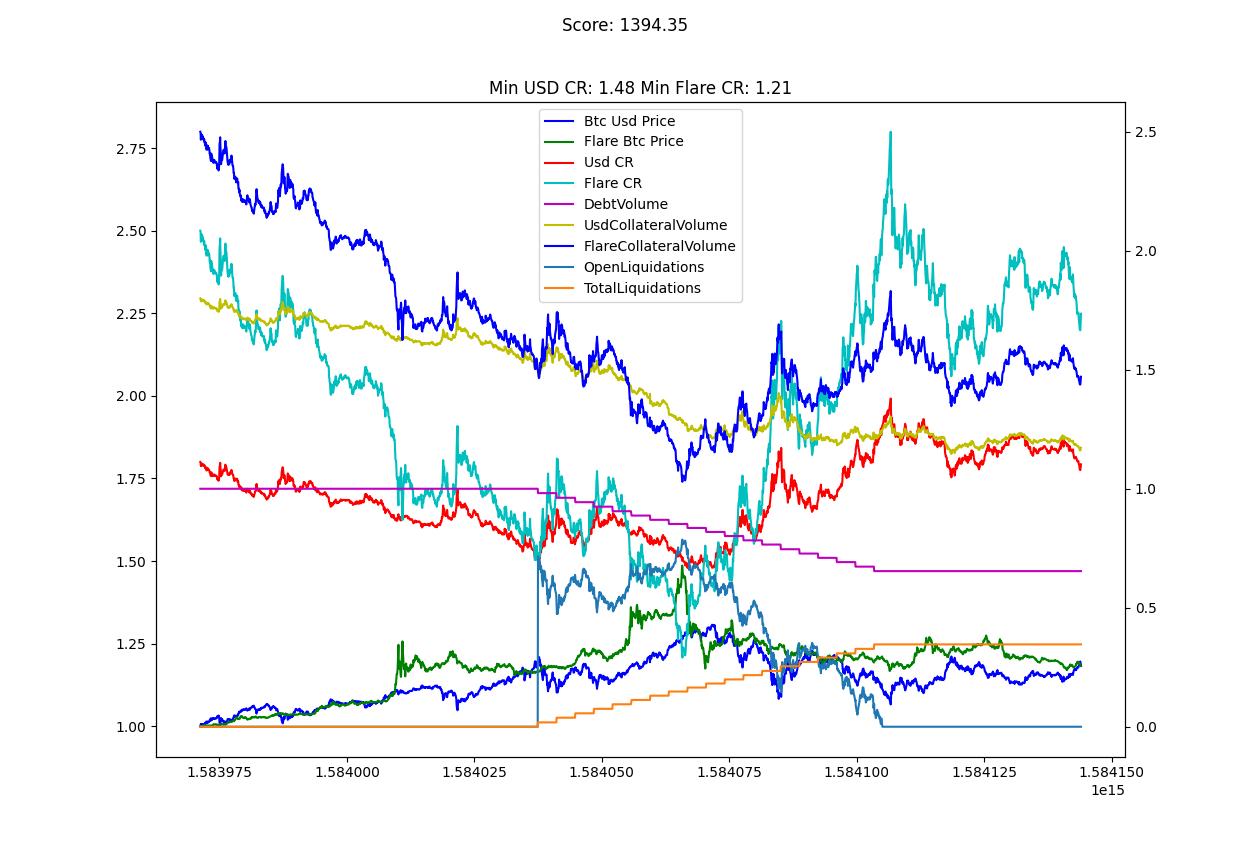 Score: 1394.35
Min USD CR: 1.48 Min Flare CR: 1.21
Btc Usd Price
Flare Btc Price
Usd CR
Flare CR
DebtVolume
UsdCollateralVolume
FlareCollateralVolume
OpenLiquidations
TotalLiquidations
2.75
2.50
2.25
2.00
1.75
1.50
1.25
1.00
2.5
2.0
1.5
1.0
0.5
0.0
1.583975 1.584000 1.584025 1.584050 1.584075 1.584100 1.584125 1.584150
1e15